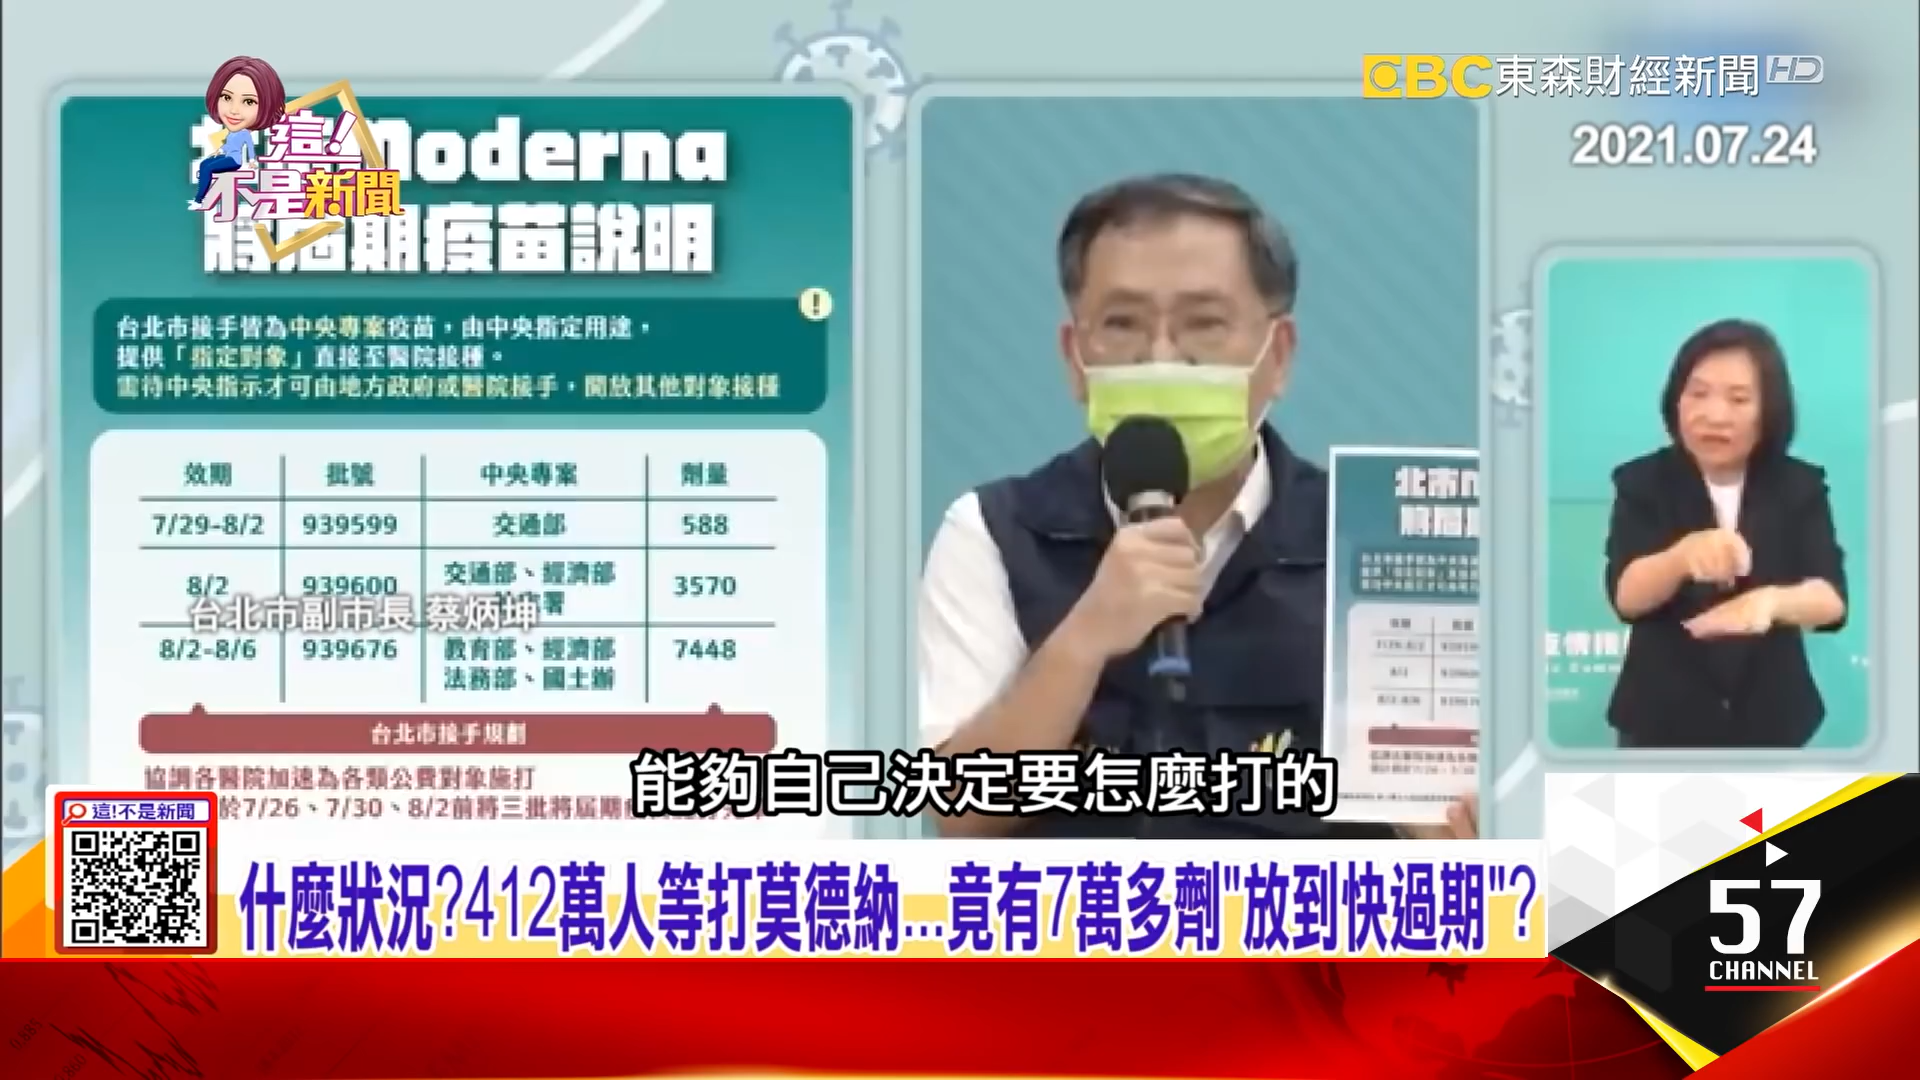 這!
不是新聞
Moderna
將屆期疫苗說明
EBC 東森財經新聞 HD
2021.07.24
!
台北市接手皆為中央專案疫苗，由中央指定用途，
提供「指定對象」直接至醫院接種。
需待中央指示才可由地方政府或醫院接手，開放其他對象接種
效期 批號 中央專案 劑量
7/29-8/2 939599 交通部 588
8/2 939600 交通部、經濟部 3570
署
台北市副市長 蔡炳坤
8/2-8/6 939676 教育部、經濟部 7448
法務部、國土辦
台北市接手規劃
協調各醫院加速為各類公費對象施打
於7/26、7/30、8/2前將三批將屆期
北市
能夠自己決定要怎麼打的
這!不是新聞
什麼狀況?412萬人等打莫德納...竟有7萬多劑"放到快過期"?
57
CHANNEL